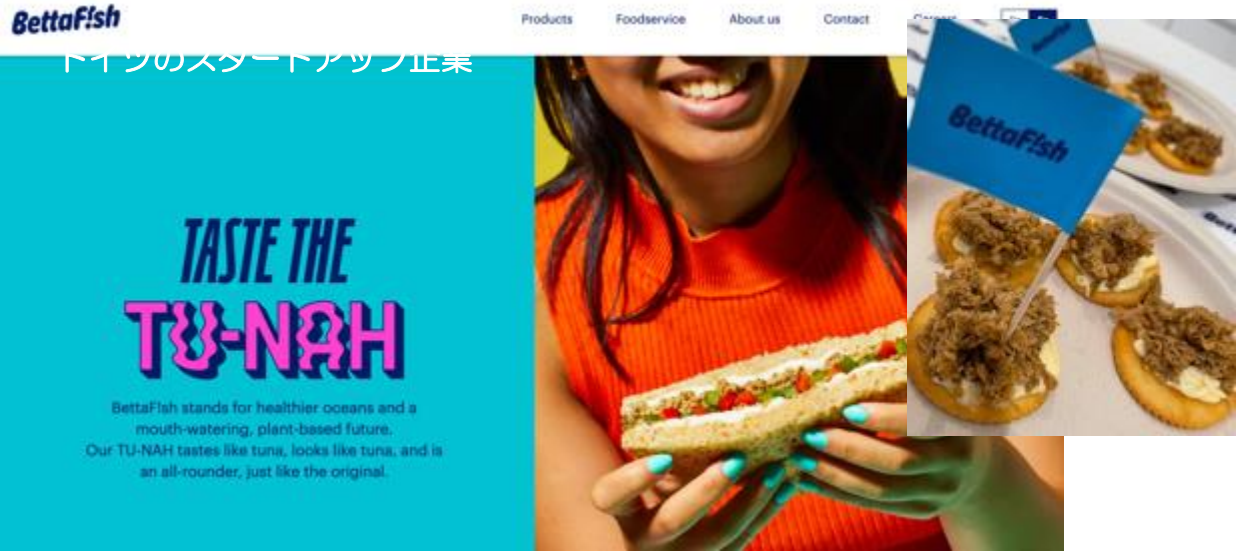 BettaF!sh
Products Foodservice About us Contact Careers
ドイツのスタートアップ企業
TASTE THE
TU-NAH
BettaF!sh stands for healthier oceans and a
mouth-watering, plant-based future.
Our TU-NAH tastes like tuna, looks like tuna, and is
an all-rounder, just like the original.
BettaF!sh